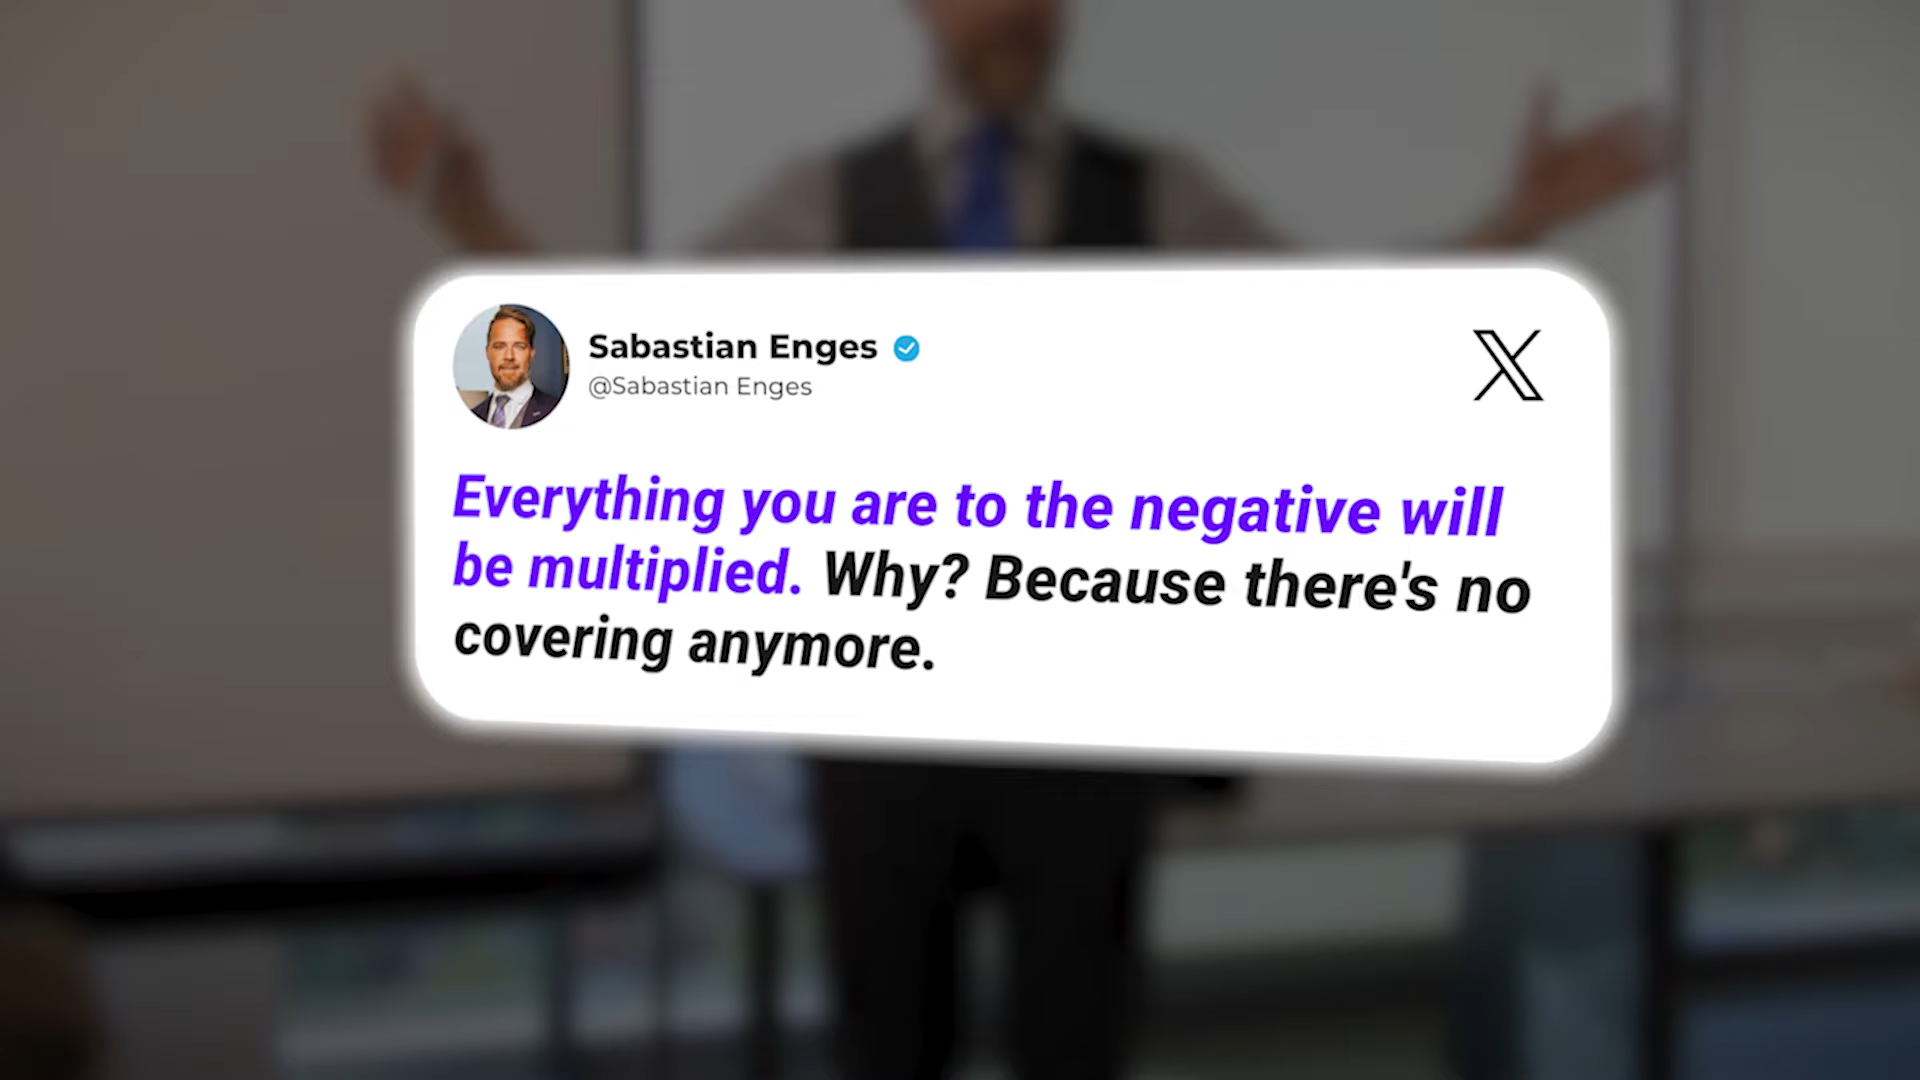 Sabastian Enges
@Sabastian Enges
Everything you are to the negative will
be multiplied. Why? Because there's no
covering anymore.